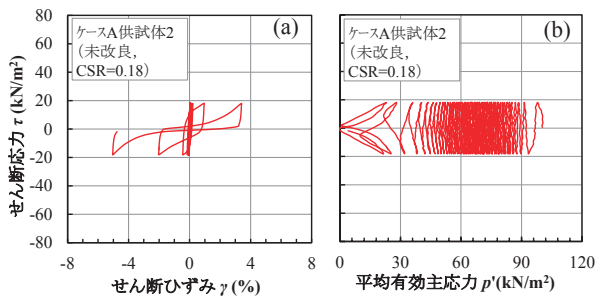 80
60
40
20
0
-20
-40
-60
-80
せん断応力 τ (kN/m²)
ケースA供試体2
(未改良,
CSR=0.18)
(a)
-8
-4
0
4
8
せん断ひずみ γ (%)
ケースA供試体2
(未改良,
CSR=0.18)
(b)
0
30
60
90
120
平均有効主応力 p'(kN/m²)